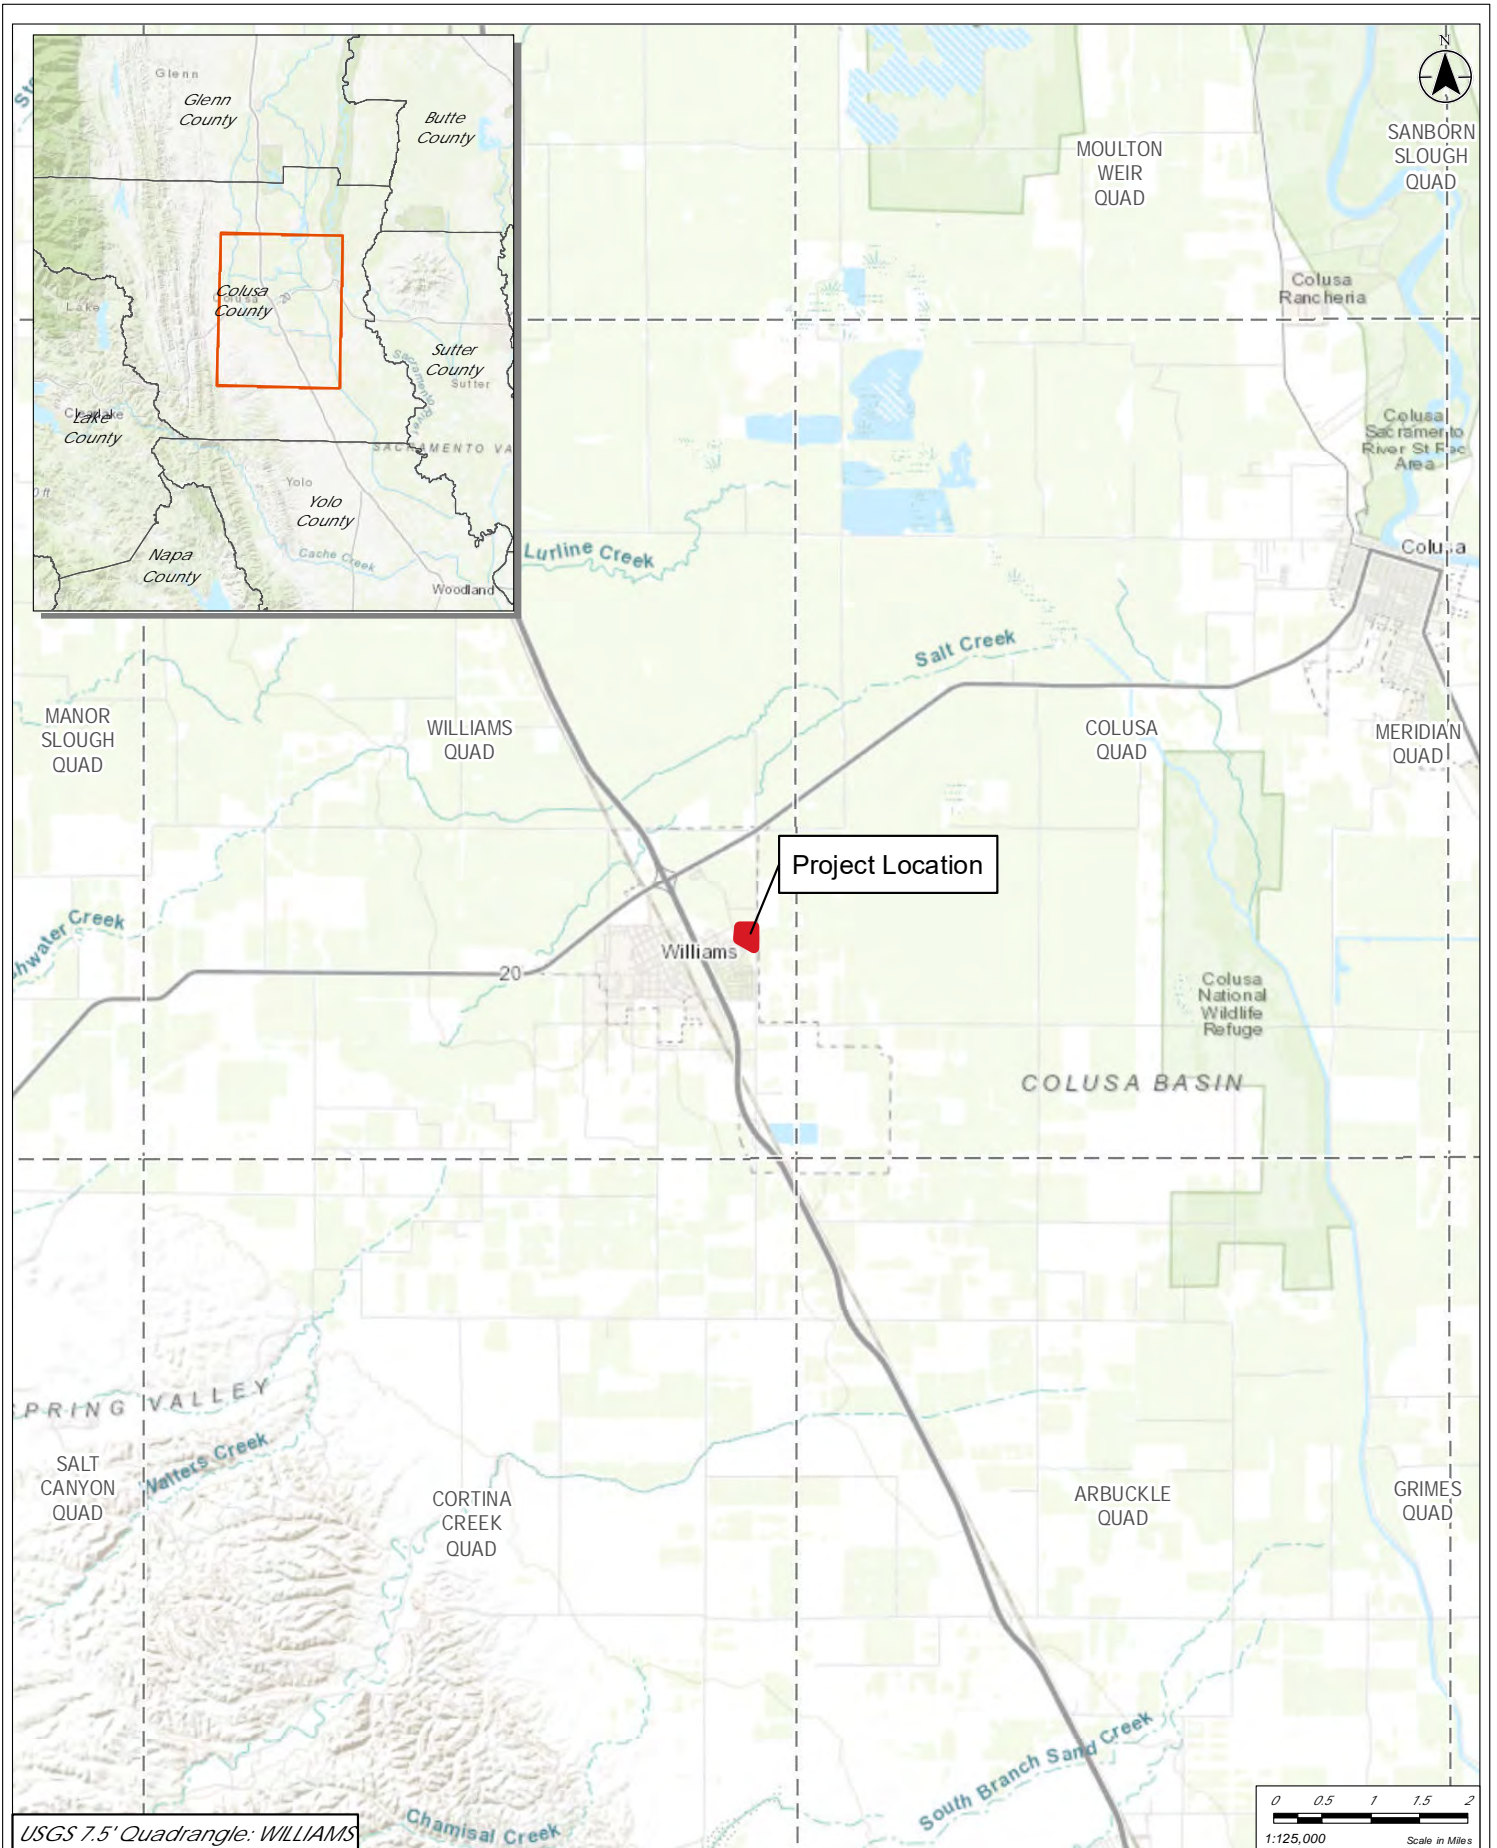 Glenn
Glenn
County
Butte
County
Lake
Colusa
County
20
Sutter
County
Sutter
Clearlake
Lake
County
SACRAMENTO VA
Yolo
Yolo
County
Cache Creek
Napa
County
Woodland
N
SANBORN
SLOUGH
QUAD
MOULTON
WEIR
QUAD
Colusa
Rancheria
Colusa
Sacramento
River St Rec
Area
Colusa
Lurline Creek
Salt Creek
MANOR
SLOUGH
QUAD
WILLIAMS
QUAD
COLUSA
QUAD
MERIDIAN
QUAD
Project Location
hwater Creek
Williams
20
Colusa
National
Wildlife
Refuge
COLUSA BASIN
PRING VALLEY
Walters Creek
SALT
CANYON
QUAD
CORTINA
CREEK
QUAD
ARBUCKLE
QUAD
GRIMES
QUAD
South Branch Sand Creek
Chamisal Creek
USGS 7.5' Quadrangle: WILLIAMS
0 0.5 1 1.5 2
1:125,000 Scale in Miles